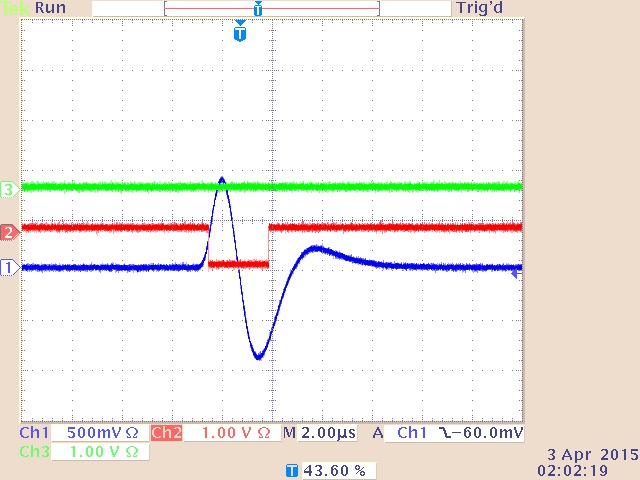 Tek Run Trig'd
T
T
3
2
1
Ch1 500mV Ω Ch2 1.00 V Ω M 2.00µs A Ch1 -60.0mV
Ch3 1.00 V Ω
T 43.60 %
3 Apr 2015
02:02:19